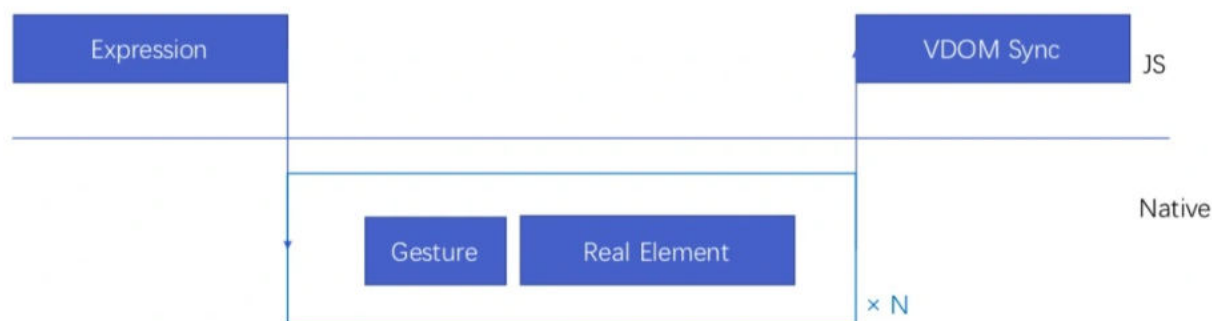 Expression
VDOM Sync
JS
Native
Gesture
Real Element
× N